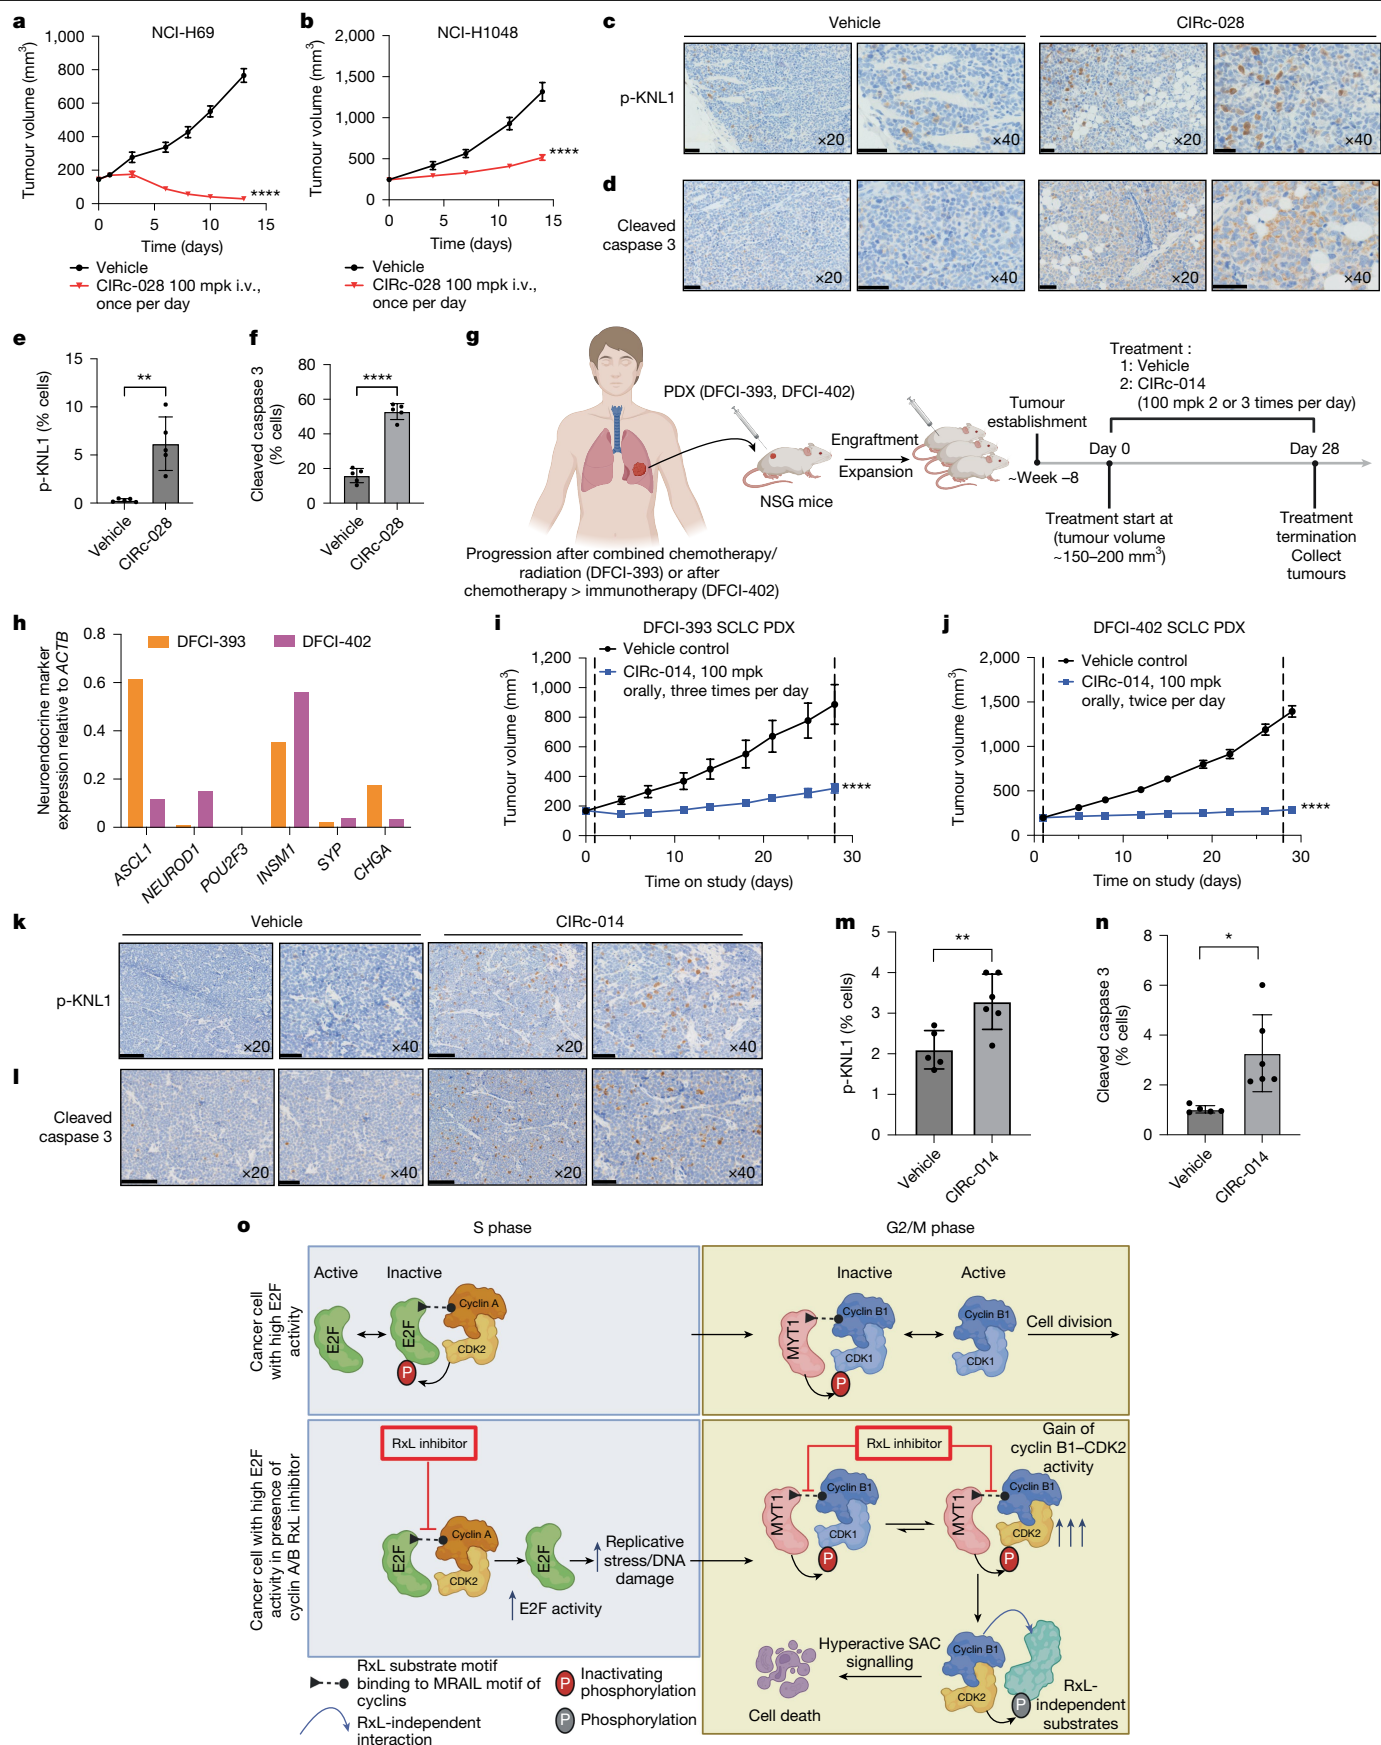 a
NCI-H69
Tumour volume (mm3)
1,000
800
600
400
200
0
0
5
10
15
****
Time (days)
Vehicle
CIRc-028 100 mpk i.v.,
once per day
b
NCI-H1048
Tumour volume (mm3)
2,000
1,500
1,000
500
0
0
5
10
15
****
Time (days)
Vehicle
CIRc-028 100 mpk i.v.,
once per day
c
Vehicle
CIRc-028
p-KNL1
×20
×40
×20
×40
d
Cleaved
caspase 3
×20
×40
×20
×40
e
p-KNL1 (% cells)
15
10
5
0
**
Vehicle
CIRc-028
f
Cleaved caspase 3
(% cells)
80
60
40
20
0
****
Vehicle
CIRc-028
g
PDX (DFCI-393, DFCI-402)
NSG mice
Engraftment
Expansion
Progression after combined chemotherapy/
radiation (DFCI-393) or after
chemotherapy > immunotherapy (DFCI-402)
Tumour
establishment
~Week –8
Treatment :
1: Vehicle
2: CIRc-014
(100 mpk 2 or 3 times per day)
Day 0
Day 28
Treatment start at
(tumour volume
~150–200 mm3)
Treatment
termination
Collect
tumours
h
Neuroendocrine marker
expression relative to ACTB
0.8
0.6
0.4
0.2
0
DFCI-393
DFCI-402
ASCL1
NEUROD1
POU2F3
INSM1
SYP
CHGA
i
DFCI-393 SCLC PDX
Vehicle control
CIRc-014, 100 mpk
orally, three times per day
Tumour volume (mm3)
1,200
1,000
800
600
400
200
0
0
10
20
30
****
Time on study (days)
j
DFCI-402 SCLC PDX
Vehicle control
CIRc-014, 100 mpk
orally, twice per day
Tumour volume (mm3)
2,000
1,500
1,000
500
0
0
10
20
30
****
Time on study (days)
k
Vehicle
CIRc-014
p-KNL1
×20
×40
×20
×40
l
Cleaved
caspase 3
×20
×40
×20
×40
m
p-KNL1 (% cells)
5
4
3
2
1
0
**
Vehicle
CIRc-014
n
Cleaved caspase 3
(% cells)
8
6
4
2
0
*
Vehicle
CIRc-014
o
S phase
G2/M phase
Cancer cell
with high E2F
activity
Active
Inactive
E2F
E2F
Cyclin A
CDK2
P
Inactive
Active
MYT1
Cyclin B1
CDK1
P
Cyclin B1
CDK1
Cell division
Cancer cell with high E2F
activity in presence of
cyclin A/B RxL inhibitor
RxL inhibitor
E2F
Cyclin A
CDK2
E2F
E2F activity
Replicative
stress/DNA
damage
RxL inhibitor
Gain of
cyclin B1–CDK2
activity
MYT1
Cyclin B1
CDK1
P
MYT1
Cyclin B1
CDK2
P
Cyclin B1
CDK2
P
RxL-
independent
substrates
Hyperactive SAC
signalling
Cell death
RxL substrate motif
binding to MRAIL motif of
cyclins
RxL-independent
interaction
P
Inactivating
phosphorylation
P
Phosphorylation